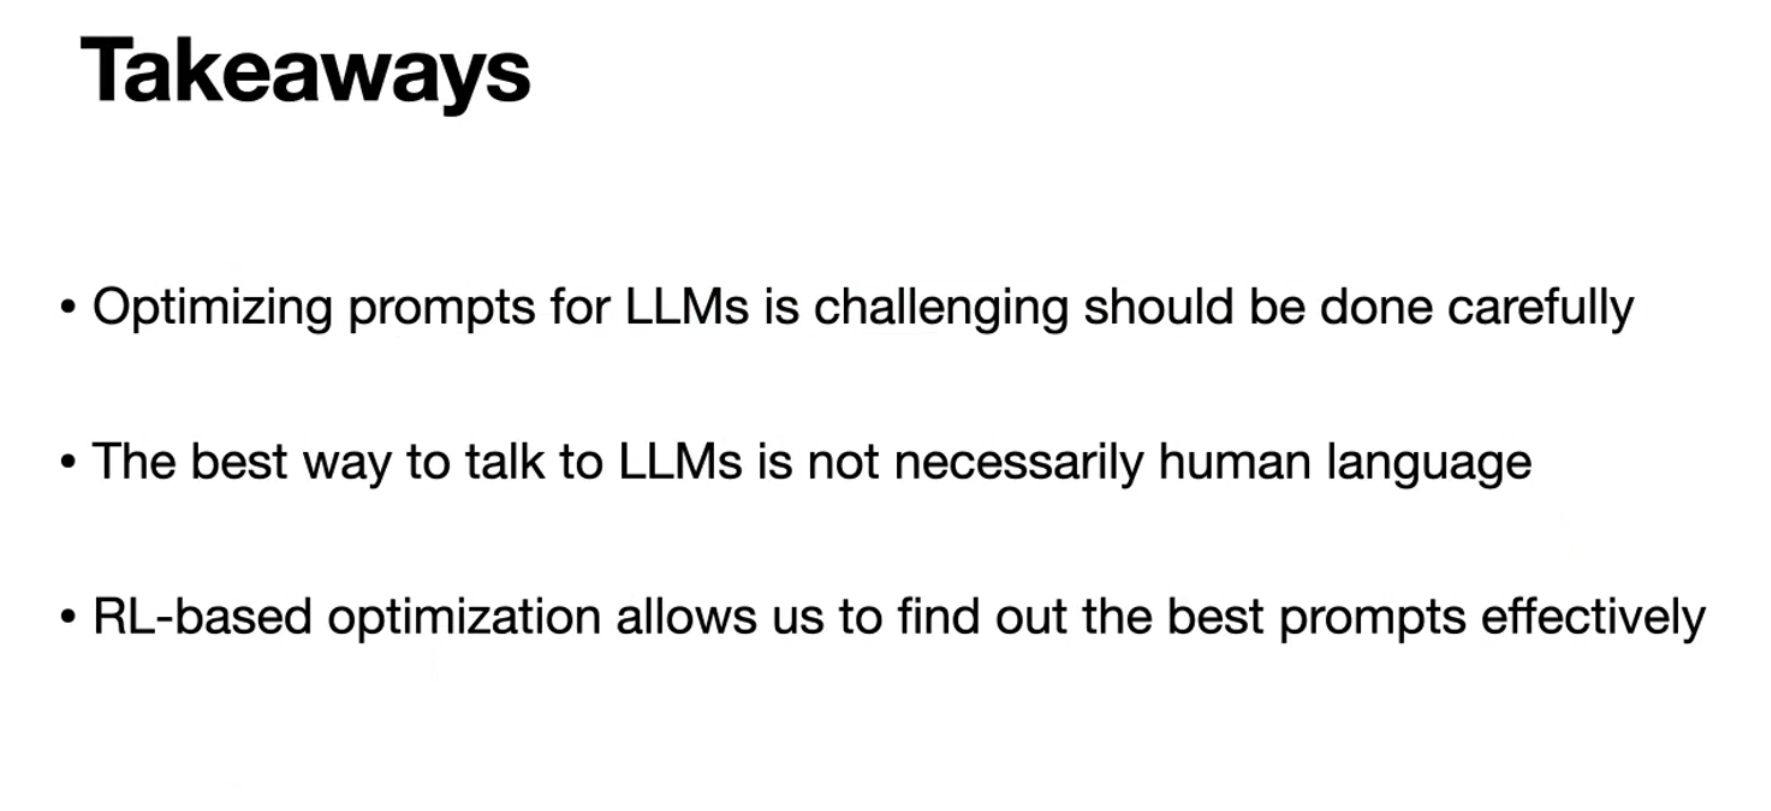 Takeaways
• Optimizing prompts for LLMs is challenging should be done carefully
• The best way to talk to LLMs is not necessarily human language
• RL-based optimization allows us to find out the best prompts effectively